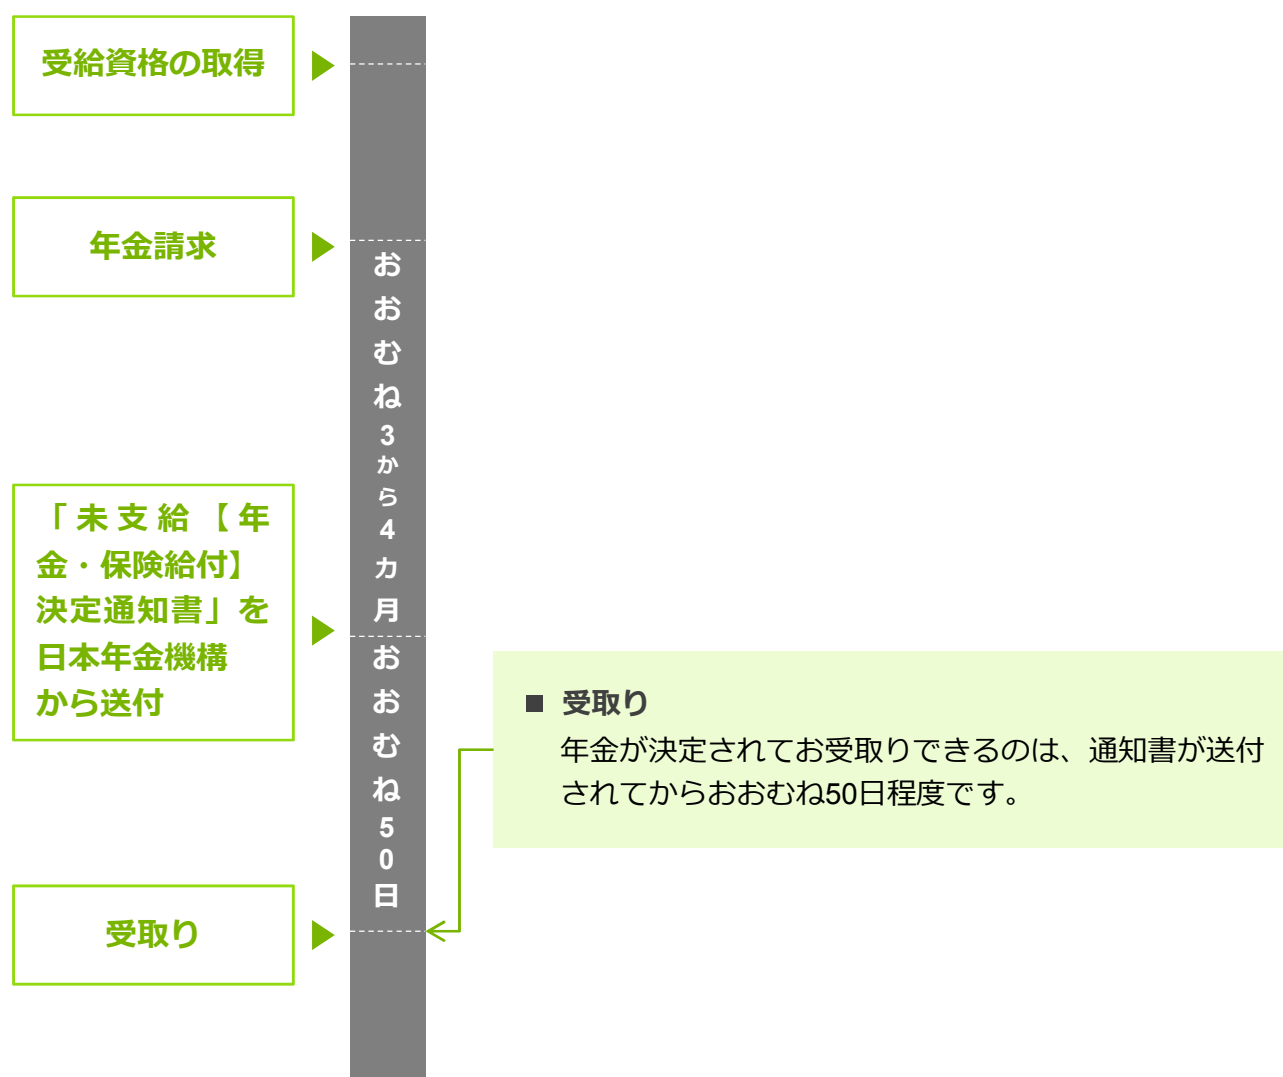 受給資格の取得
年金請求
おおむね3から4カ月
「未支給【年
金・保険給付】
決定通知書」を
日本年金機構
から送付
おおむね50日
■ 受取り
年金が決定されてお受取りできるのは、通知書が送付
されてからおおむね50日程度です。
受取り